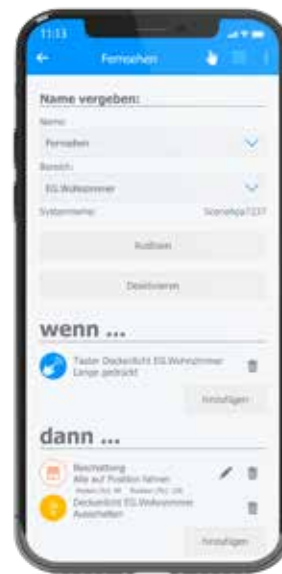 11:13
Fernsehen
Name vergeben:
Name:
Fernsehen
Bereich:
EG.Wohnzimmer
Systemname:
Auslösen
Deaktivieren
wenn ...
Taster Deckenlicht EG.Wohnzimmer
Lange gedrückt
hinzufügen
dann ...
Beschattung
Alle auf Position fahren
Deckenlicht EG.Wohnzimmer
Ausschalten
hinzufügen